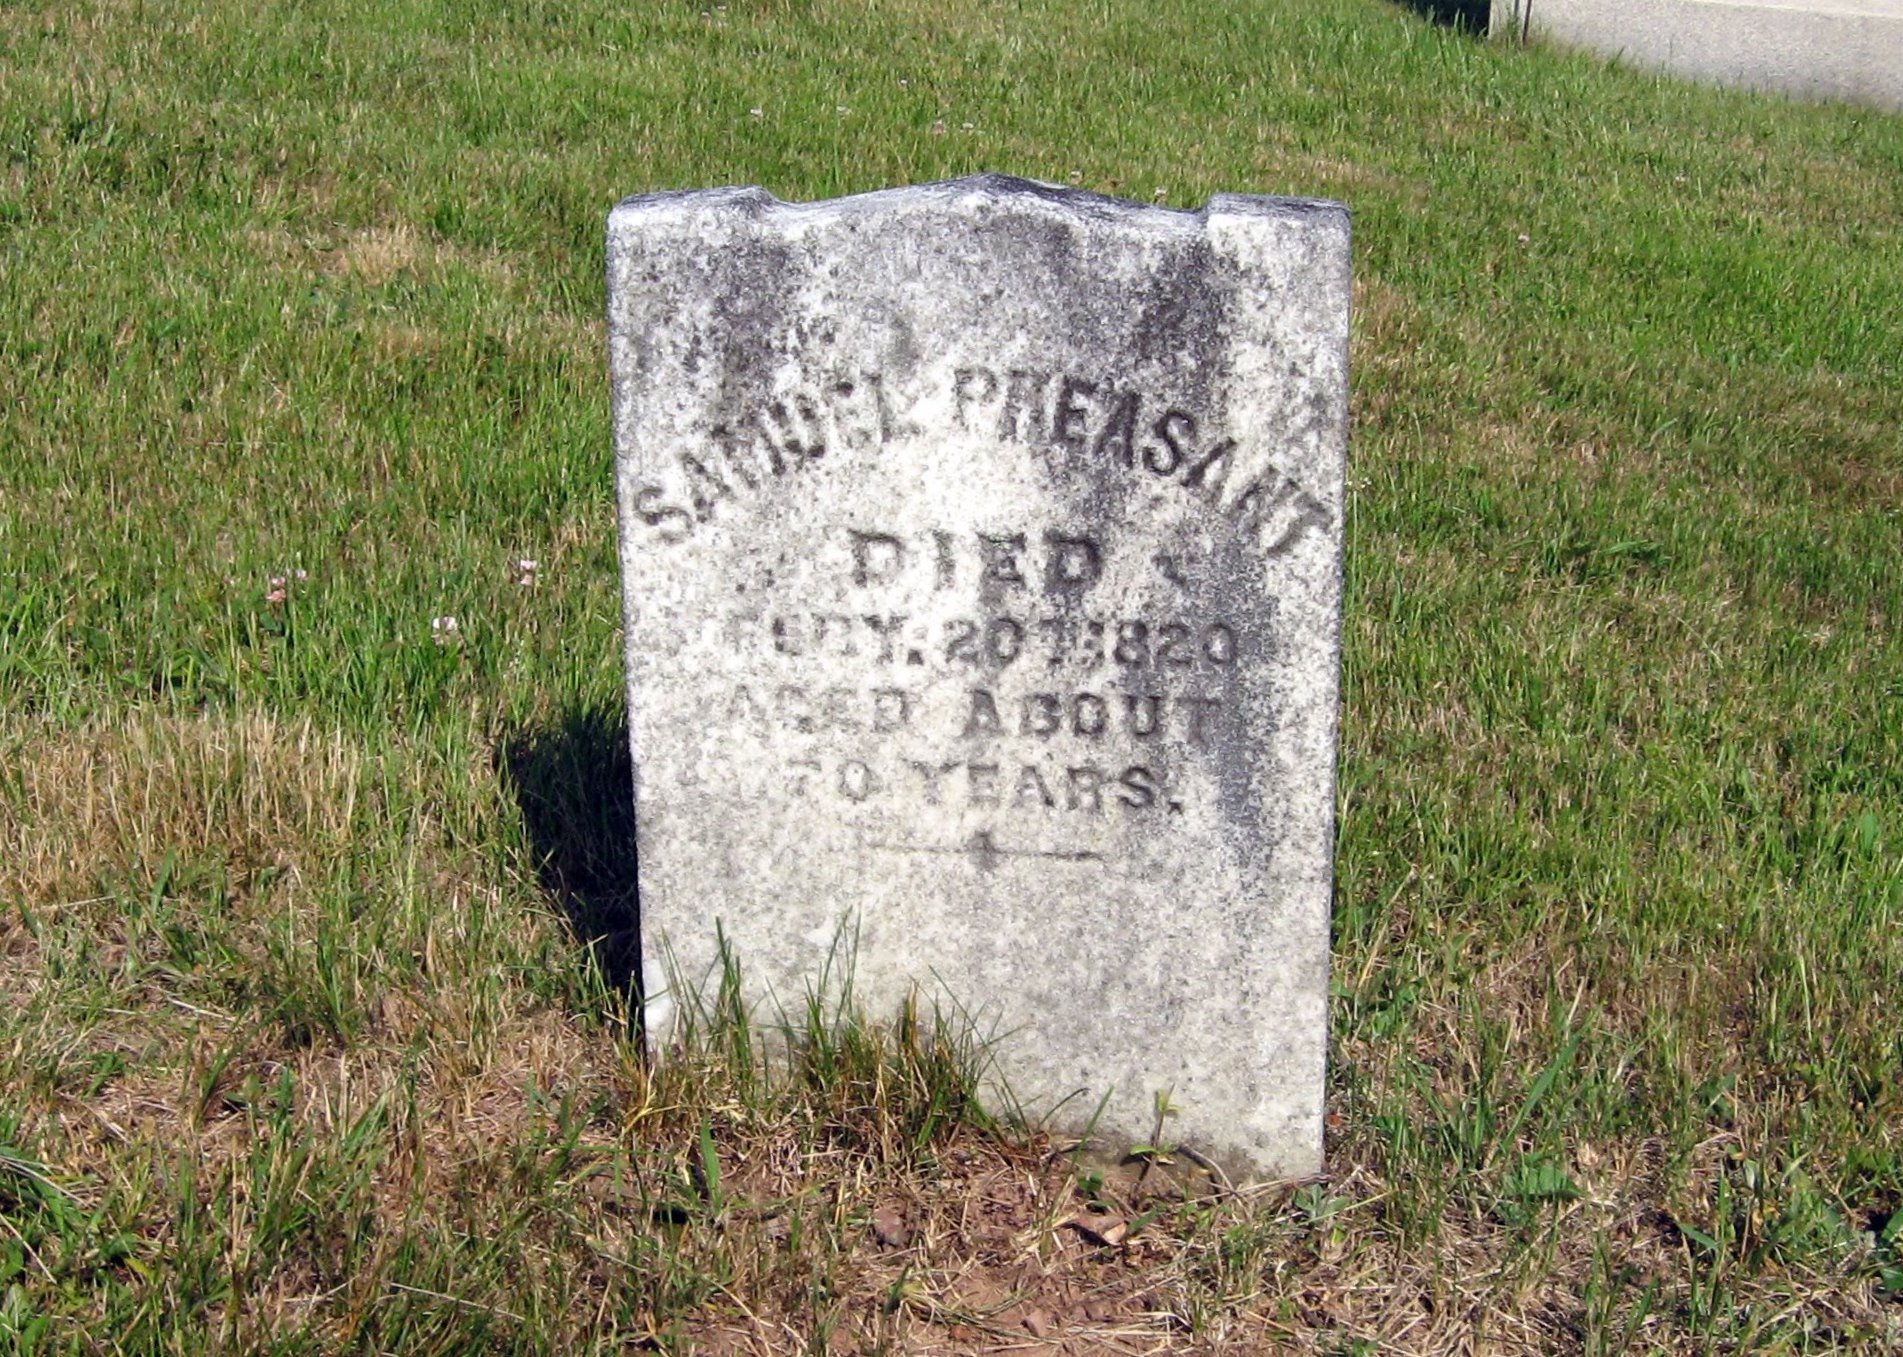 SAMUEL PHEASANT
DIED
FEBY. 20TH 1820
AGED ABOUT
70 YEARS.